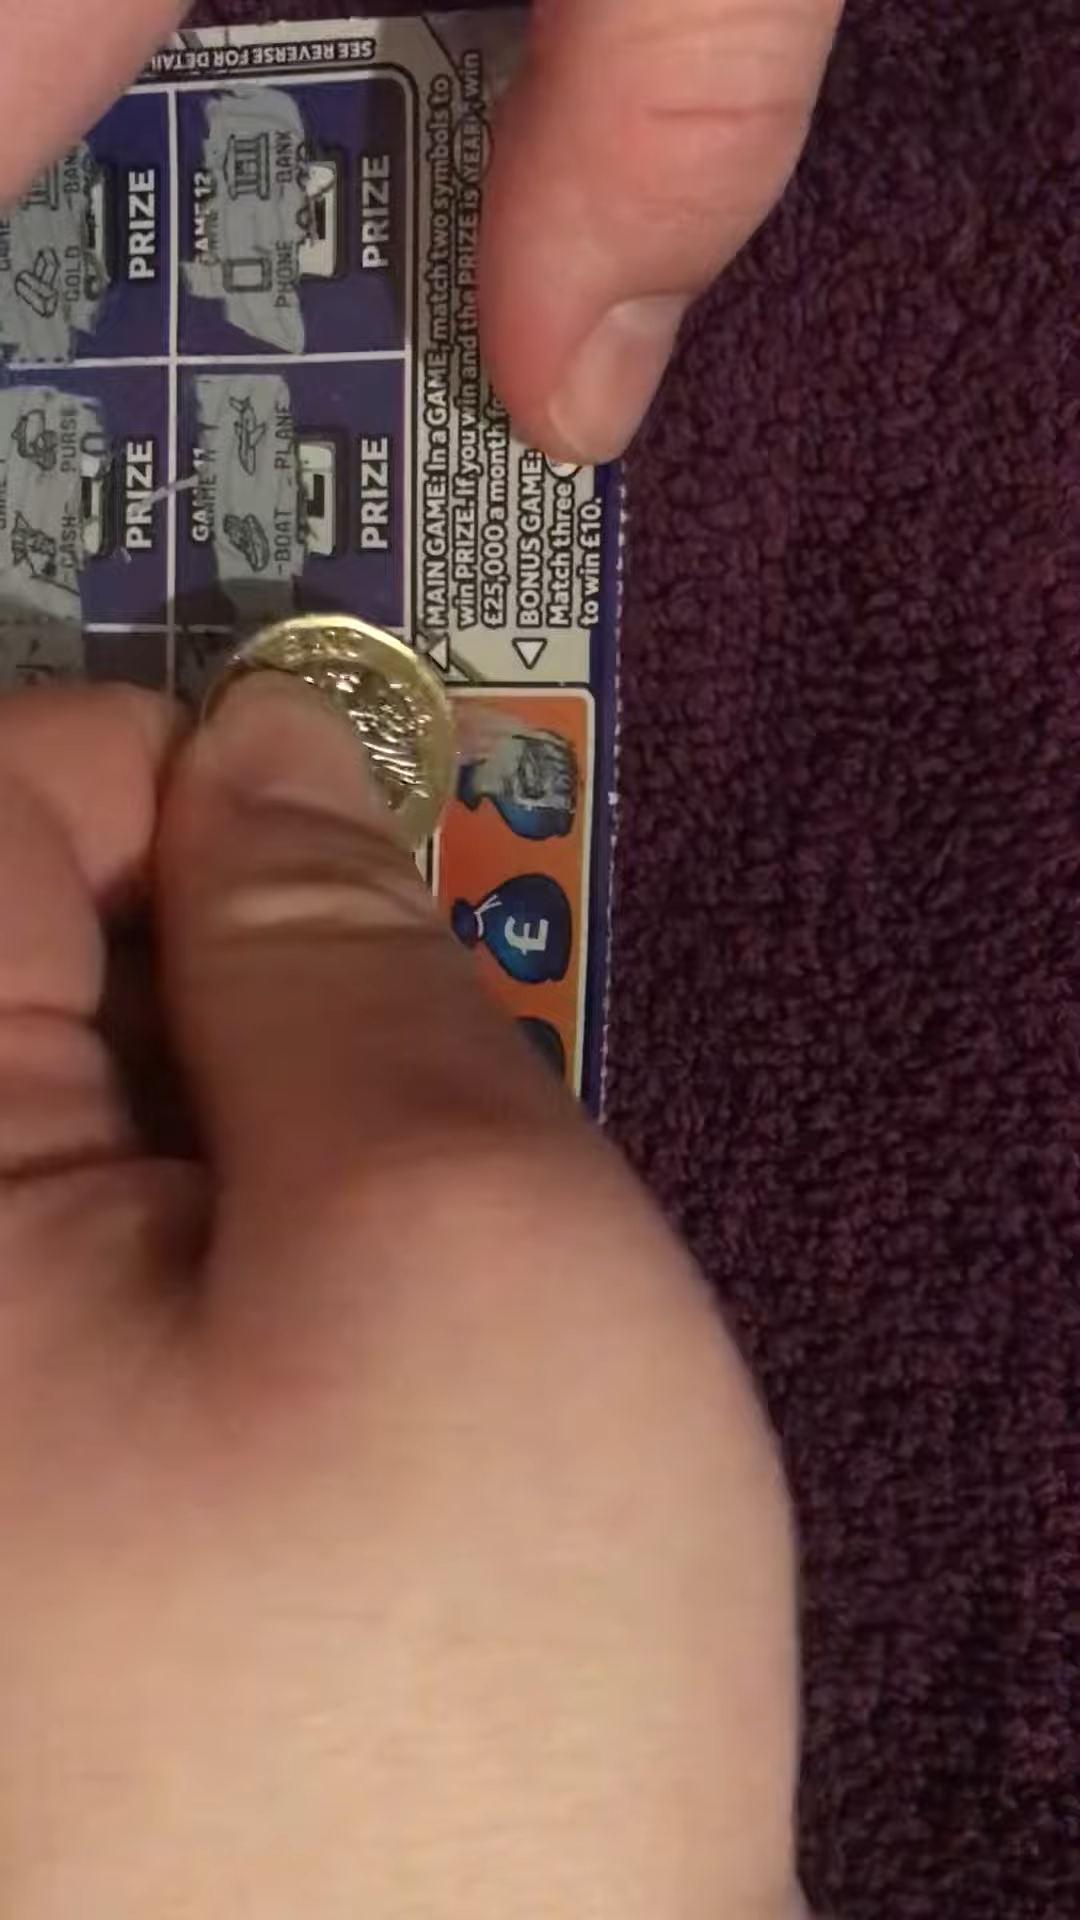 SEE REVERSE FOR DETAIL
GOLD BANK
PRIZE
GAME 12
PHONE BANK
PRIZE
CASH PURSE
PRIZE
GAME 11
BOAT PLANE
PRIZE
MAIN GAME: In a GAME, match two symbols to
win PRIZE. If you win and the PRIZE is YEAR, win
£25,000 a month
BONUS GAME:
Match three
to win £10.
£